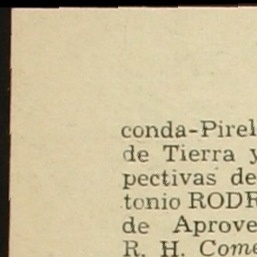 conda-Pirel
de Tierra y
pectivas de
tonio RODR
de Aprove
R. H. Come